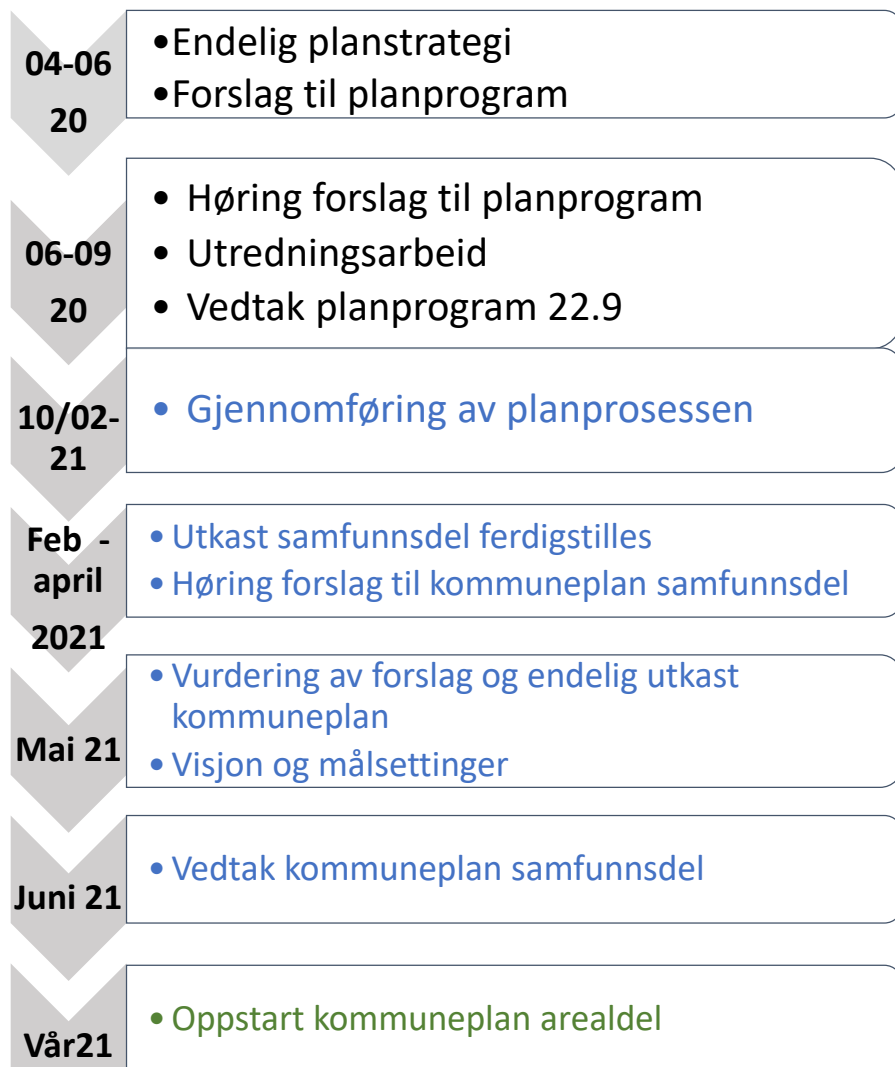 04-06
20
•Endelig planstrategi
•Forslag til planprogram
06-09
20
• Høring forslag til planprogram
• Utredningsarbeid
• Vedtak planprogram 22.9
10/02-
21
• Gjennomføring av planprosessen
Feb -
april
2021
• Utkast samfunnsdel ferdigstilles
• Høring forslag til kommuneplan samfunnsdel
Mai 21
• Vurdering av forslag og endelig utkast
kommuneplan
• Visjon og målsettinger
Juni 21
• Vedtak kommuneplan samfunnsdel
Vår21
• Oppstart kommuneplan arealdel